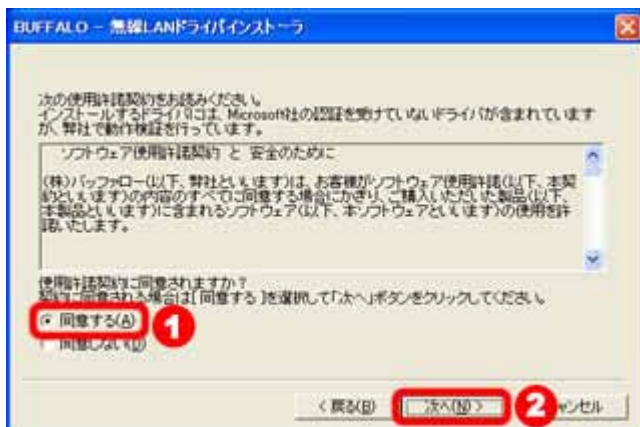 BUFFALO - 無線LANドライバインストーラ
次の使用許諾契約をお読みください。
インストールするドライバには、Microsoft社の認証を受けていないドライバが含まれています
が、弊社で動作検証を行っています。
ソフトウェア使用許諾契約 と 安全のために
(株)バッファロー(以下、弊社といいます)は、お客様がソフトウェア使用許諾(以下、本契
約といいます)の内容のすべてに同意する場合にかぎり、ご購入いただいた製品(以下、
本製品といいます)に含まれるソフトウェア(以下、本ソフトウェアといいます)の使用を許
諾いたします。
使用許諾契約に同意されますか?
契約に同意される場合は[同意する]を選択して「次へ」ボタンをクリックしてください。
同意する(A)
1
同意しない(D)
< 戻る(B)
次へ(N) >
2
ャンセル